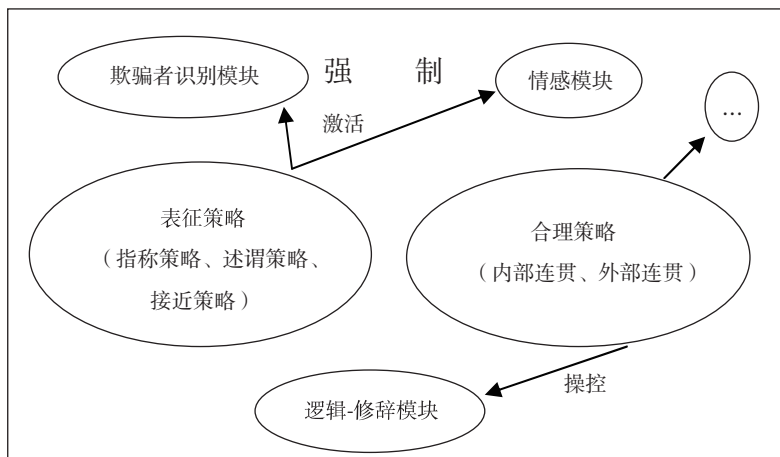 欺骗者识别模块
强 制
情感模块
…
激活
表征策略
（指称策略、述谓策略、
接近策略）
合理策略
（内部连贯、外部连贯）
操控
逻辑-修辞模块